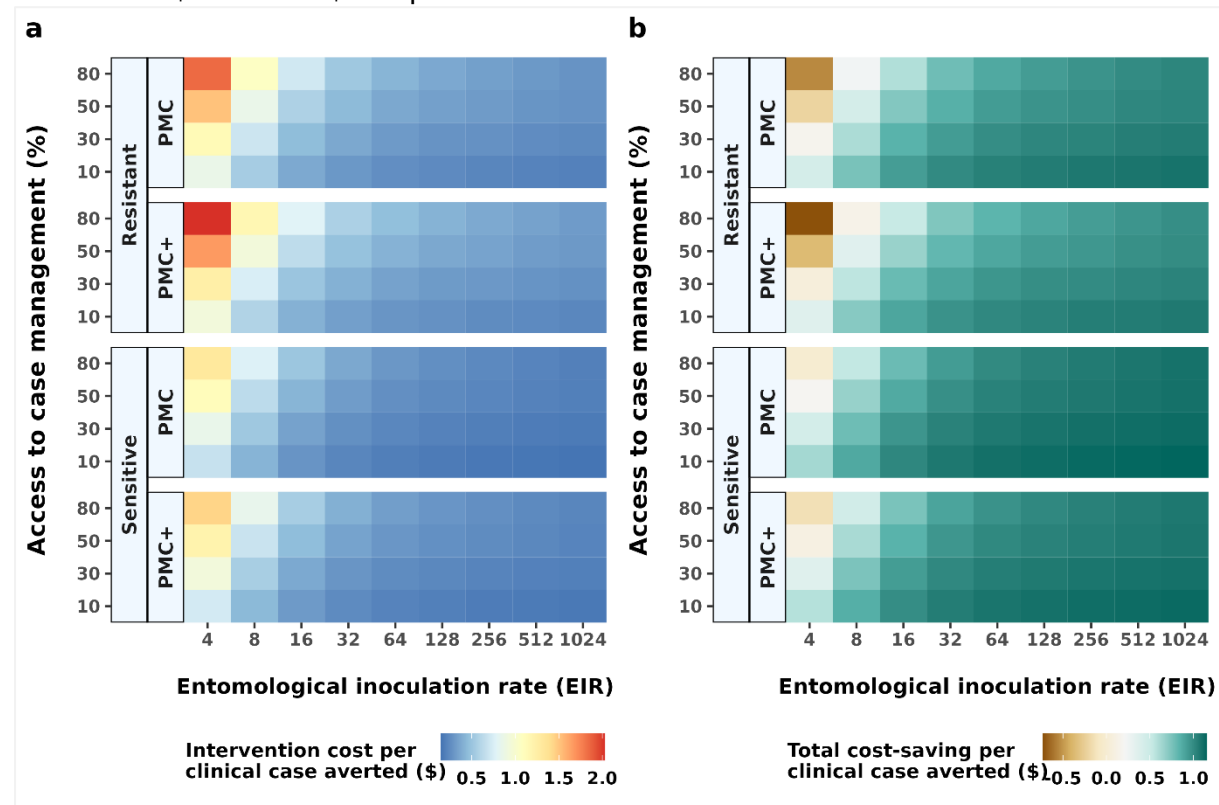 a
b
Access to case management (%)
Resistant
PMC
80
50
30
10
PMC+
80
50
30
10
Sensitive
PMC
80
50
30
10
PMC+
80
50
30
10
4 8 16 32 64 128 256 512 1024
Entomological inoculation rate (EIR)
Intervention cost per
clinical case averted ($)
0.5 1.0 1.5 2.0
Access to case management (%)
Resistant
PMC
80
50
30
10
PMC+
80
50
30
10
Sensitive
PMC
80
50
30
10
PMC+
80
50
30
10
4 8 16 32 64 128 256 512 1024
Entomological inoculation rate (EIR)
Total cost-saving per
clinical case averted ($)
-0.5 0.0 0.5 1.0